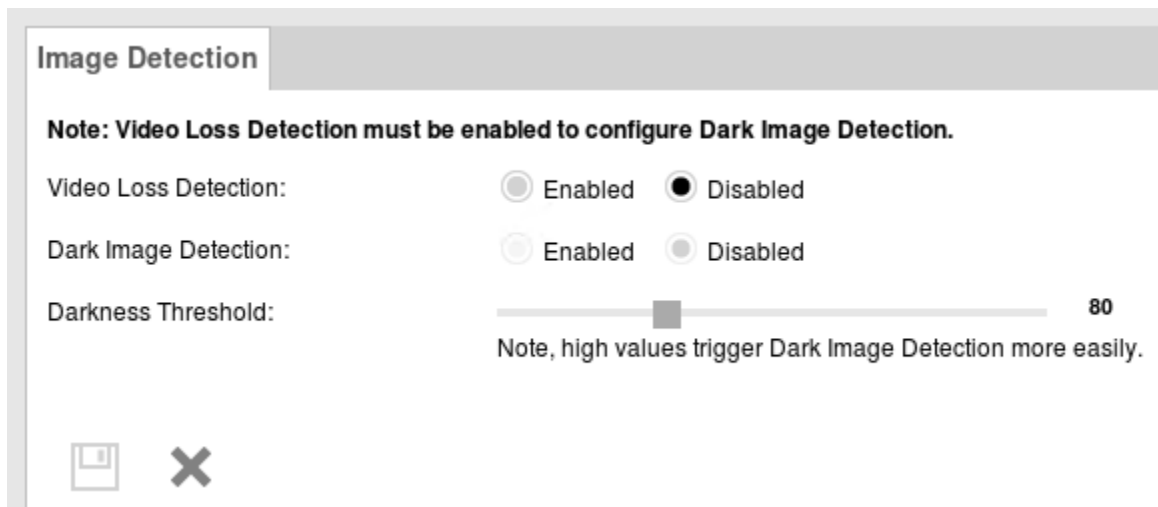 Image Detection
Note: Video Loss Detection must be enabled to configure Dark Image Detection.
Video Loss Detection: Enabled Disabled
Dark Image Detection: Enabled Disabled
Darkness Threshold: 80
Note, high values trigger Dark Image Detection more easily.